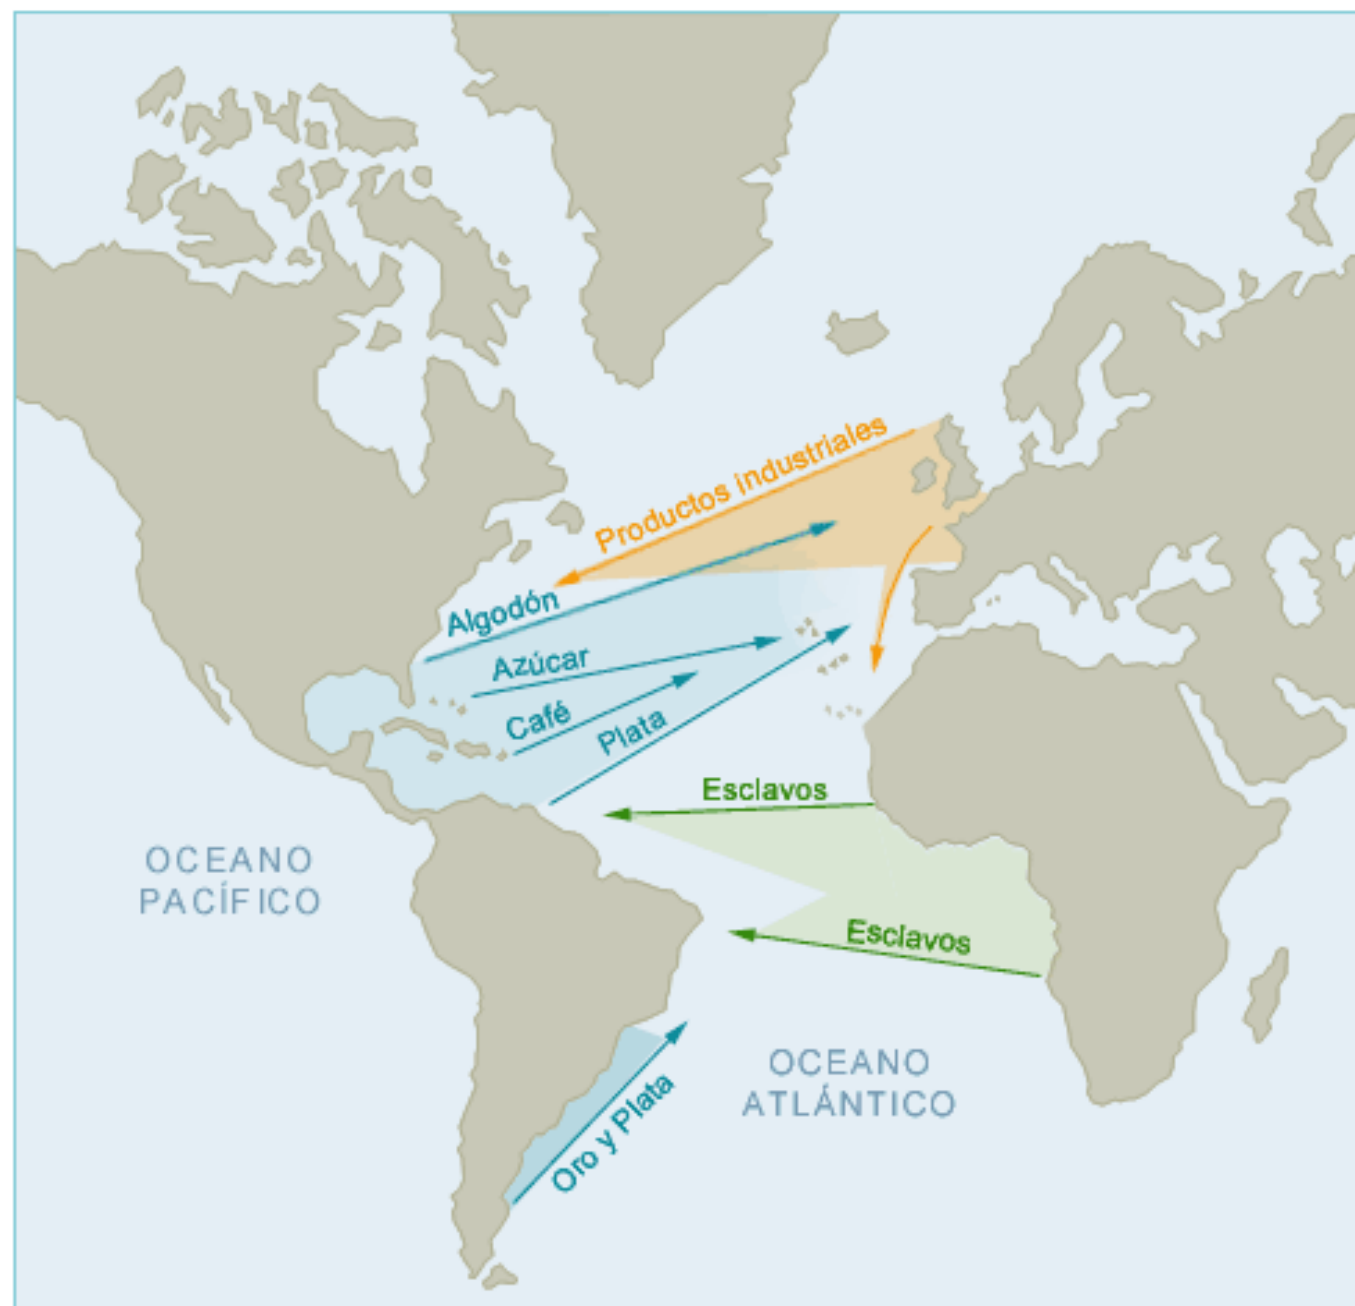 Productos industriales
Algodón
Azúcar
Café
Plata
Esclavos
OCEANO
PACÍFICO
Esclavos
OCEANO
ATLÁNTICO
Oro y Plata